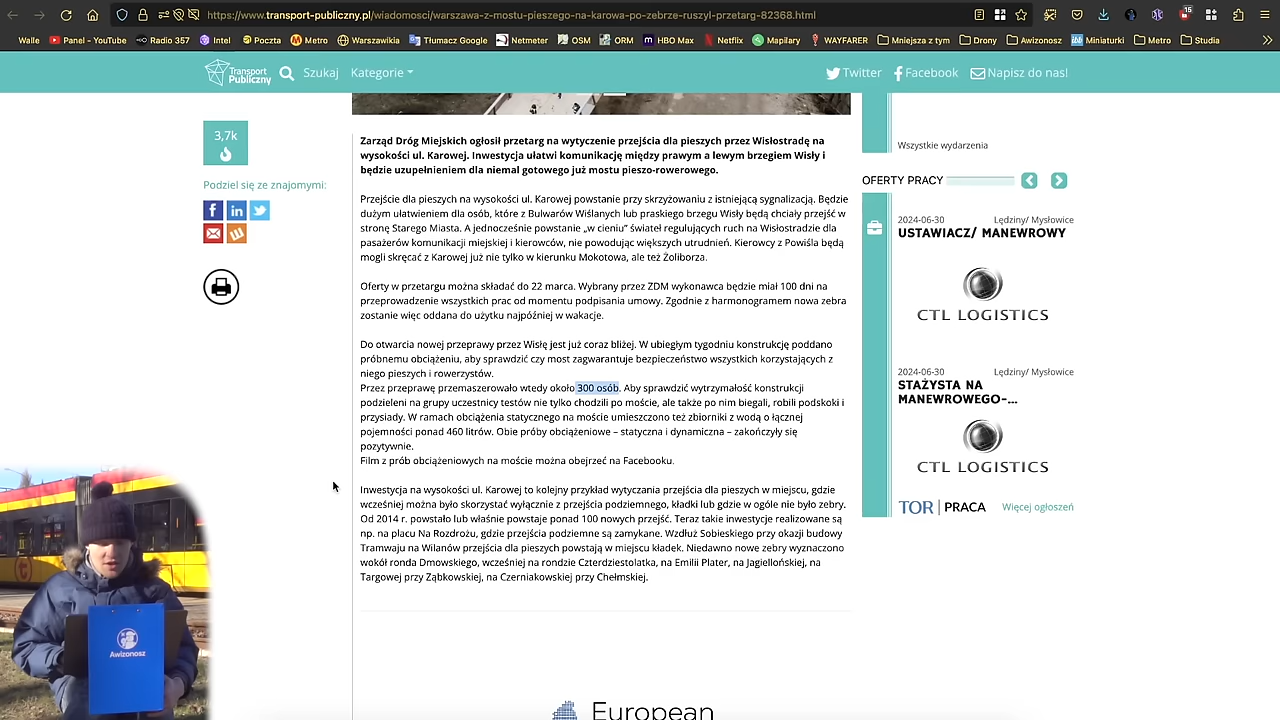 https://www.transport-publiczny.pl/wiadomosci/warszawa-z-mostu-pieszego-na-karowa-po-zebrze-ruszyl-przetarg-82368.html
15
Walle
Panel - YouTube
Radio 357
Intel
Poczta
Metro
Warszawikia
Tłumacz Google
Netmeter
OSM
ORM
HBO Max
Netflix
Mapilary
WAYFARER
Mniejsza z tym
Drony
Awizonosz
Miniaturki
Metro
Studia
Transport
Publiczny
Szukaj
Kategorie
Twitter
Facebook
Napisz do nas!
3,7k
Podziel się ze znajomymi:
Zarząd Dróg Miejskich ogłosił przetarg na wytyczenie przejścia dla pieszych przez Wisłostradę na
wysokości ul. Karowej. Inwestycja ułatwi komunikację między prawym a lewym brzegiem Wisły i
będzie uzupełnieniem dla niemal gotowego już mostu pieszo-rowerowego.
Przejście dla pieszych na wysokości ul. Karowej powstanie przy skrzyżowaniu z istniejącą sygnalizacją. Będzie
dużym ułatwieniem dla osób, które z Bulwarów Wiślanych lub praskiego brzegu Wisły będą chciały przejść w
stronę Starego Miasta. A jednocześnie powstanie „w cieniu” świateł regulujących ruch na Wisłostradzie dla
pasażerów komunikacji miejskiej i kierowców, nie powodując większych utrudnień. Kierowcy z Powiśla będą
mogli skręcać z Karowej już nie tylko w kierunku Mokotowa, ale też Żoliborza.
Oferty w przetargu można składać do 22 marca. Wybrany przez ZDM wykonawca będzie miał 100 dni na
przeprowadzenie wszystkich prac od momentu podpisania umowy. Zgodnie z harmonogramem nowa zebra
zostanie więc oddana do użytku najpóźniej w wakacje.
Do otwarcia nowej przeprawy przez Wisłę jest już coraz bliżej. W ubiegłym tygodniu konstrukcję poddano
próbnemu obciążeniu, aby sprawdzić czy most zagwarantuje bezpieczeństwo wszystkich korzystających z
niego pieszych i rowerzystów.
Przez przeprawę przemaszerowało wtedy około 300 osób. Aby sprawdzić wytrzymałość konstrukcji
podzieleni na grupy uczestnicy testów nie tylko chodzili po moście, ale także po nim biegali, robili podskoki i
przysiady. W ramach obciążenia statycznego na moście umieszczono też zbiorniki z wodą o łącznej
pojemności ponad 460 litrów. Obie próby obciążeniowe – statyczna i dynamiczna – zakończyły się
pozytywnie.
Film z prób obciążeniowych na moście można obejrzeć na Facebooku.
Inwestycja na wysokości ul. Karowej to kolejny przykład wytyczania przejścia dla pieszych w miejscu, gdzie
wcześniej można było skorzystać wyłącznie z przejścia podziemnego, kładki lub gdzie w ogóle nie było zebry.
Od 2014 r. powstało lub właśnie powstaje ponad 100 nowych przejść. Teraz takie inwestycje realizowane są
np. na placu Na Rozdrożu, gdzie przejścia podziemne są zamykane. Wzdłuż Sobieskiego przy okazji budowy
Tramwaju na Wilanów przejścia dla pieszych powstają w miejscu kładek. Niedawno nowe zebry wyznaczono
wokół ronda Dmowskiego, wcześniej na rondzie Czterdziestolatka, na Emilii Plater, na Jagiellońskiej, na
Targowej przy Ząbkowskiej, na Czerniakowskiej przy Chełmskiej.
European
Wszystkie wydarzenia
OFERTY PRACY
2024-06-30 Lędziny/ Mysłowice
USTAWIACZ/ MANEWROWY
CTL LOGISTICS
2024-06-30 Lędziny/ Mysłowice
STAŻYSTA NA
MANEWROWEGO-...
CTL LOGISTICS
TOR | PRACA Więcej ogłoszeń
Awizonosz